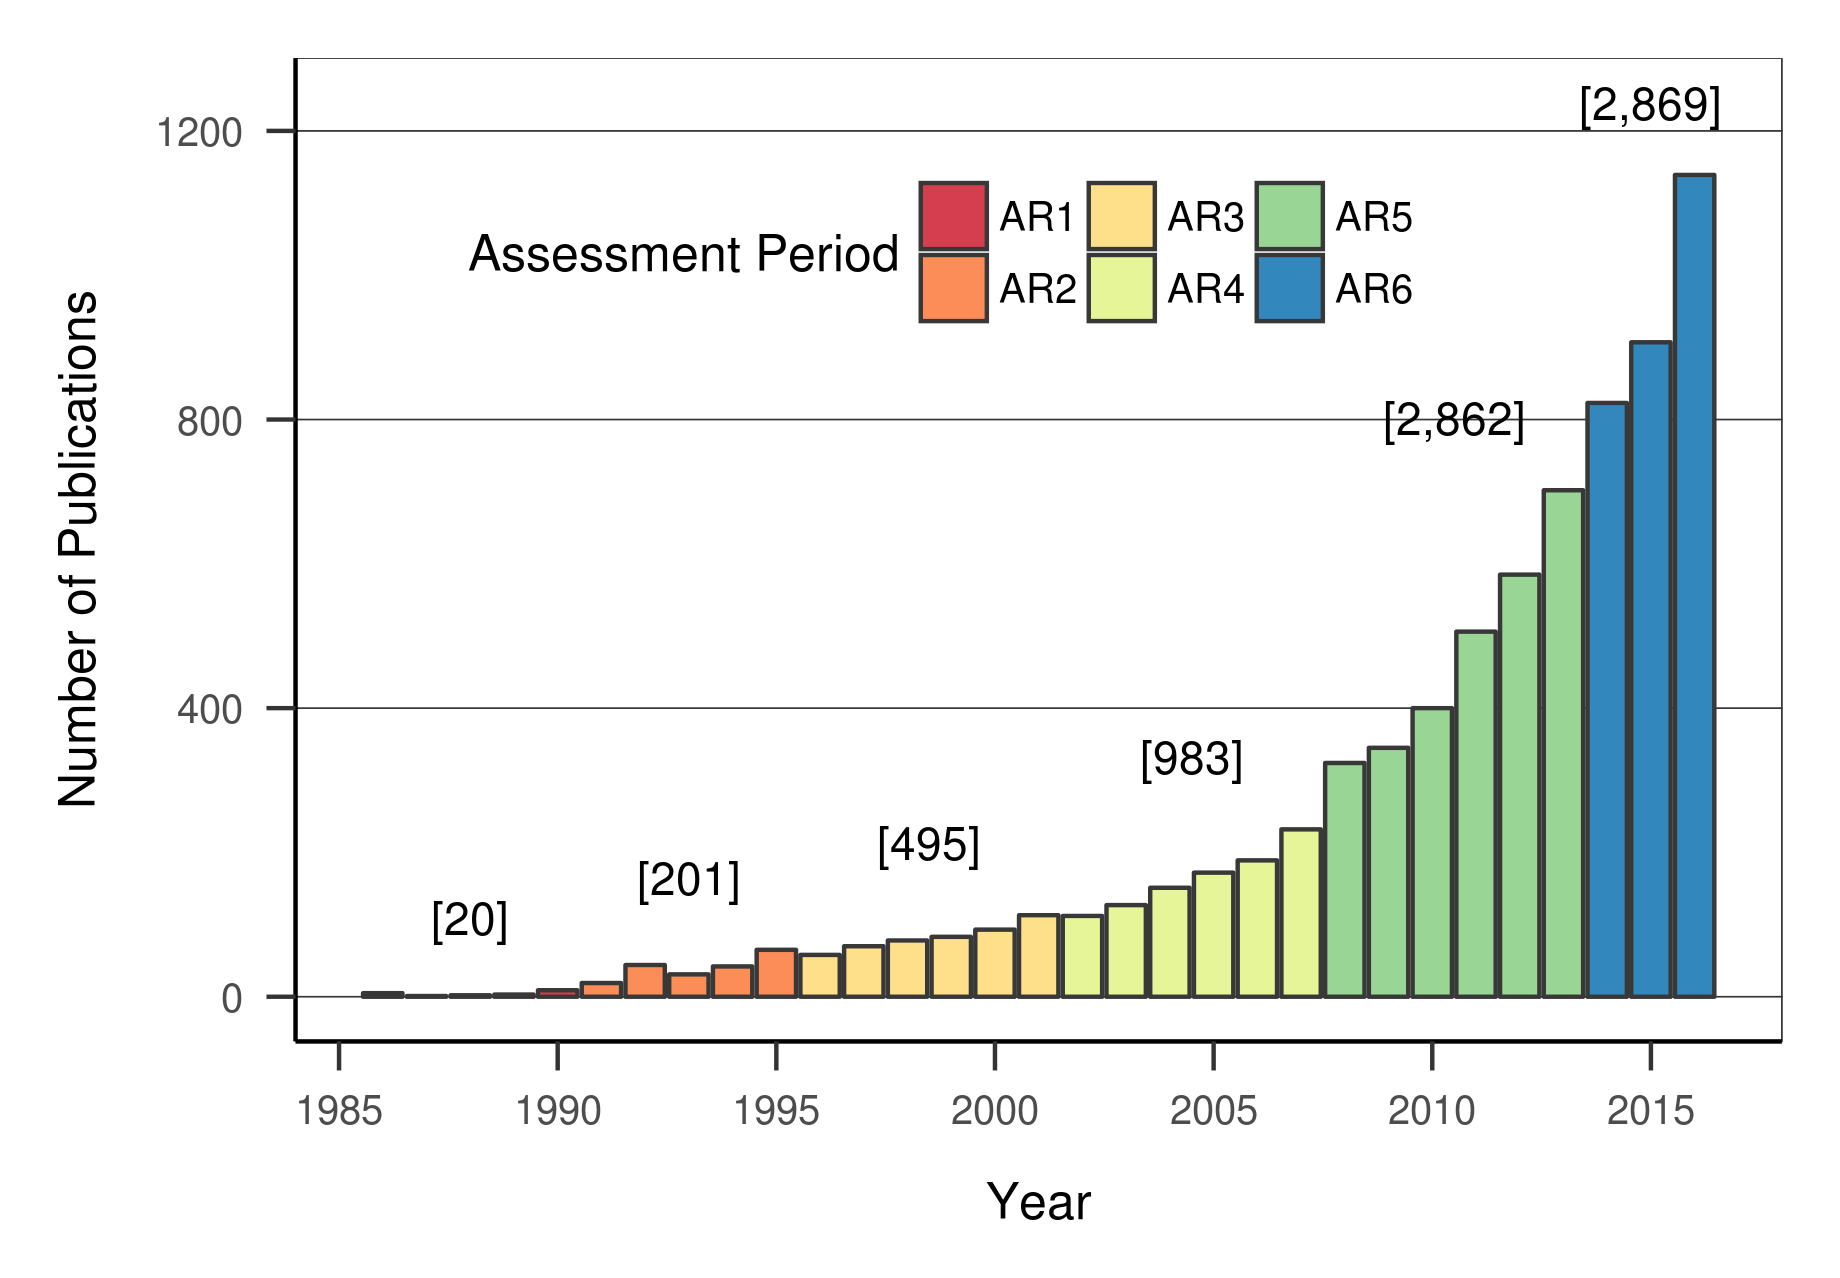 [2,869]
1200
AR1 AR3 AR5
Assessment Period
AR2 AR4 AR6
Number of Publications
800
[2,862]
400
[983]
[495]
[201]
[20]
0
1985 1990 1995 2000 2005 2010 2015
Year